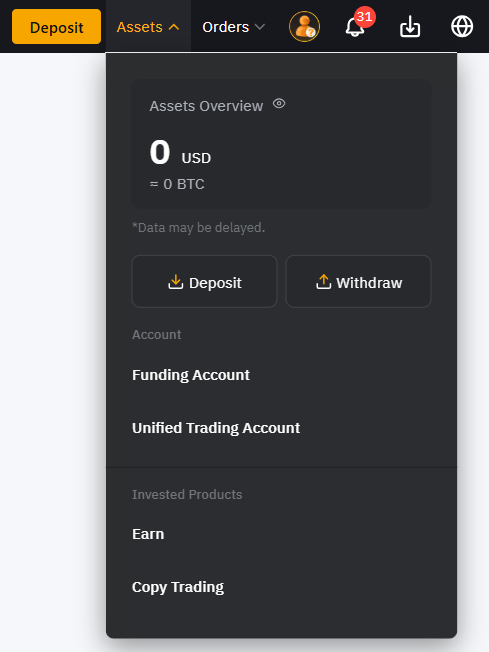 Deposit Assets Orders 31
Assets Overview
0 USD
≈ 0 BTC
*Data may be delayed.
Deposit Withdraw
Account
Funding Account
Unified Trading Account
Invested Products
Earn
Copy Trading